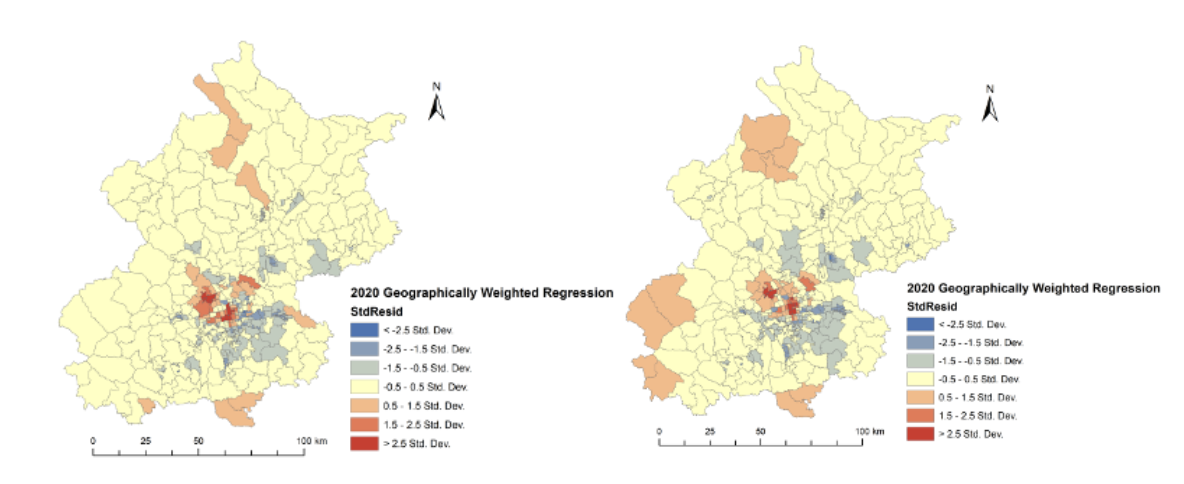 N
2020 Geographically Weighted Regression
StdResid
< -2.5 Std. Dev.
-2.5 - -1.5 Std. Dev.
-1.5 - -0.5 Std. Dev.
-0.5 - 0.5 Std. Dev.
0.5 - 1.5 Std. Dev.
1.5 - 2.5 Std. Dev.
> 2.5 Std. Dev.
0 25 50 100 km
N
2020 Geographically Weighted Regression
StdResid
< -2.5 Std. Dev.
-2.5 - -1.5 Std. Dev.
-1.5 - -0.5 Std. Dev.
-0.5 - 0.5 Std. Dev.
0.5 - 1.5 Std. Dev.
1.5 - 2.5 Std. Dev.
> 2.5 Std. Dev.
0 25 50 100 km